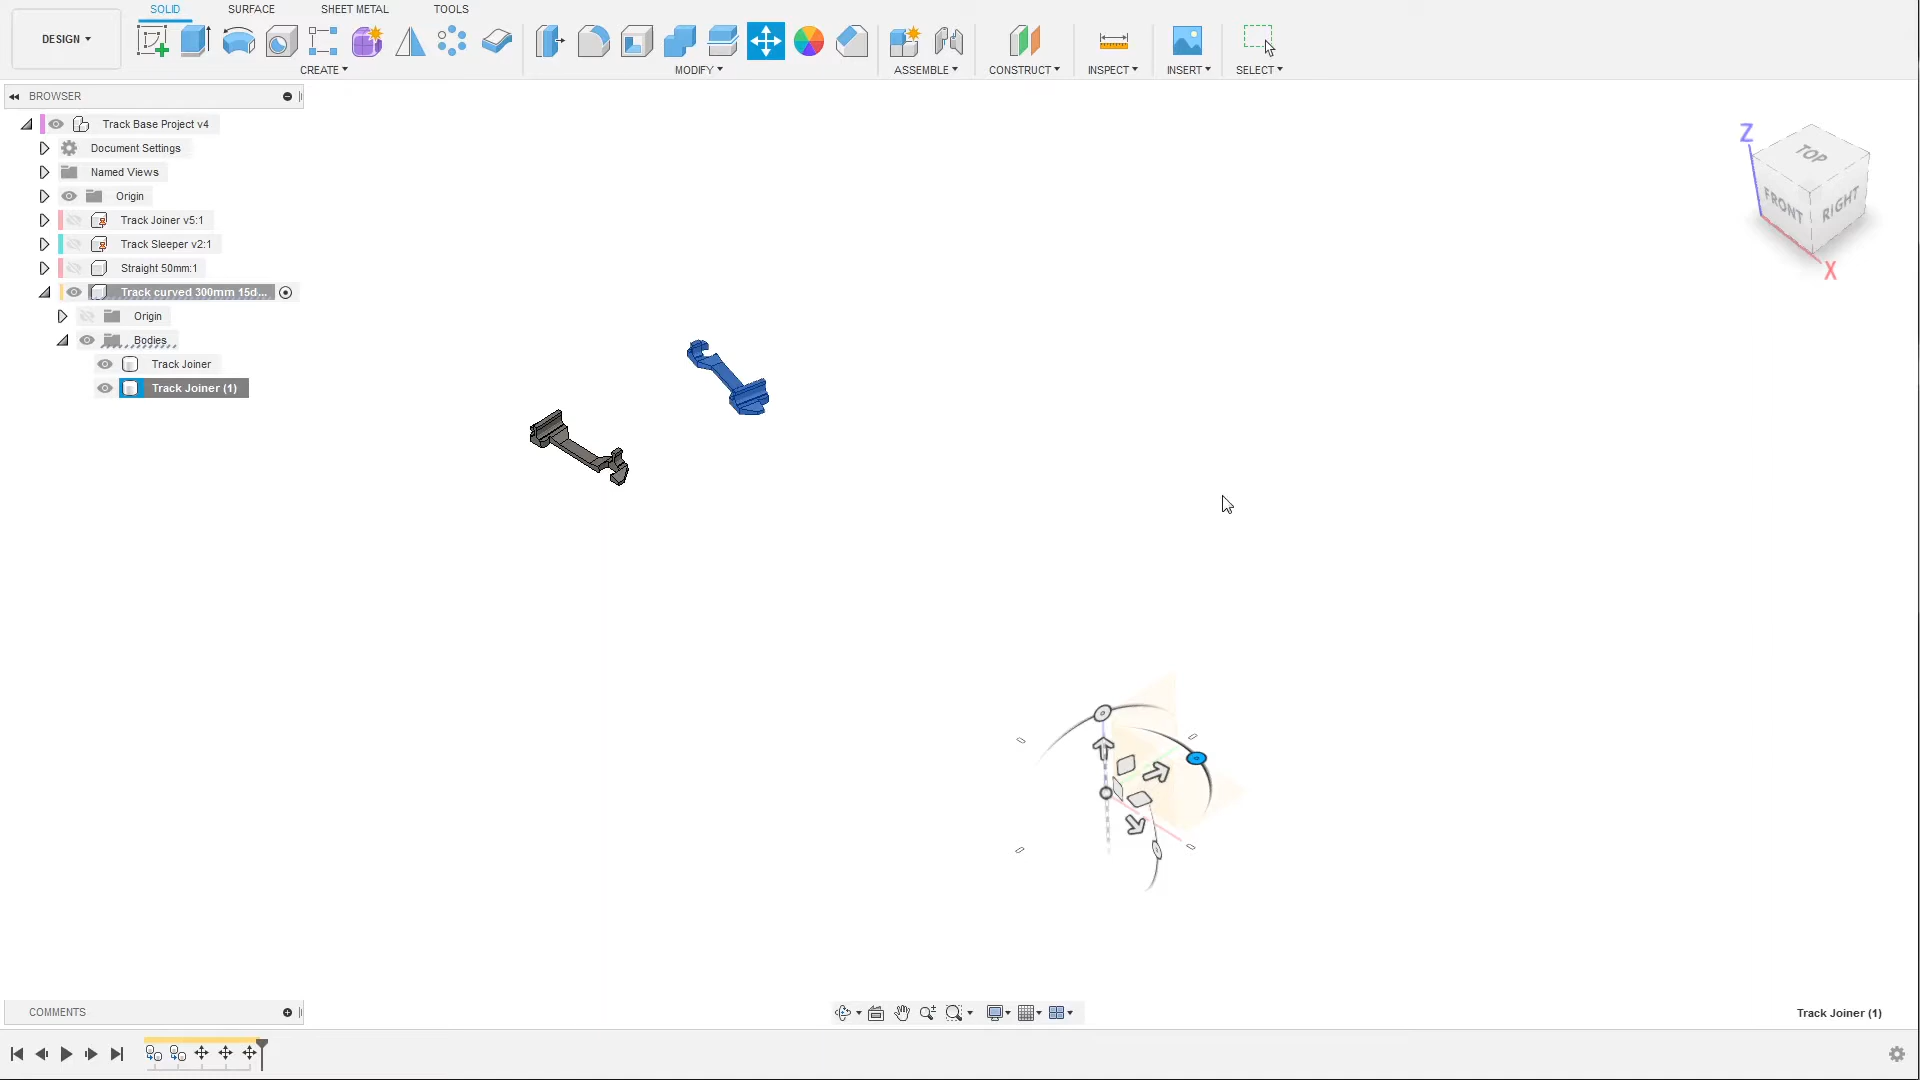 SOLID SURFACE SHEET METAL TOOLS
DESIGN
CREATE MODIFY ASSEMBLE CONSTRUCT INSPECT INSERT SELECT
BROWSER
Track Base Project v4
Document Settings
Named Views
Origin
Track Joiner v5:1
Track Sleeper v2:1
Straight 50mm:1
Track curved 300mm 15d...
Origin
Bodies
Track Joiner
Track Joiner (1)
Z
TOP
FRONT
RIGHT
X
COMMENTS
Track Joiner (1)